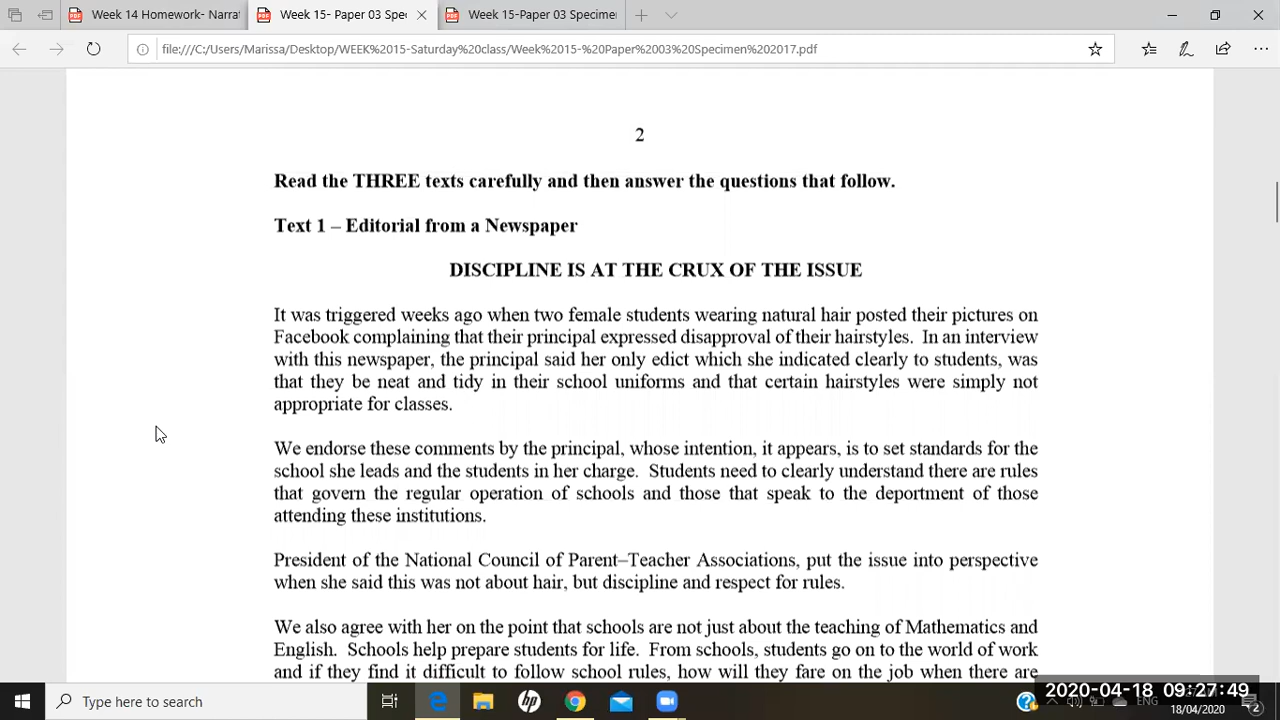 Week 14 Homework- Narrat
Week 15- Paper 03 Spec
Week 15-Paper 03 Specimen
file:///C:/Users/Marissa/Desktop/WEEK%2015-Saturday%20class/Week%2015-%20Paper%2003%20Specimen%202017.pdf
2
Read the THREE texts carefully and then answer the questions that follow.
Text 1 – Editorial from a Newspaper
DISCIPLINE IS AT THE CRUX OF THE ISSUE
It was triggered weeks ago when two female students wearing natural hair posted their pictures on
Facebook complaining that their principal expressed disapproval of their hairstyles. In an interview
with this newspaper, the principal said her only edict which she indicated clearly to students, was
that they be neat and tidy in their school uniforms and that certain hairstyles were simply not
appropriate for classes.
We endorse these comments by the principal, whose intention, it appears, is to set standards for the
school she leads and the students in her charge. Students need to clearly understand there are rules
that govern the regular operation of schools and those that speak to the deportment of those
attending these institutions.
President of the National Council of Parent–Teacher Associations, put the issue into perspective
when she said this was not about hair, but discipline and respect for rules.
We also agree with her on the point that schools are not just about the teaching of Mathematics and
English. Schools help prepare students for life. From schools, students go on to the world of work
and if they find it difficult to follow school rules, how will they fare on the job when there are
Type here to search
ENG
2020-04-18 09:27:49
18/04/2020
2